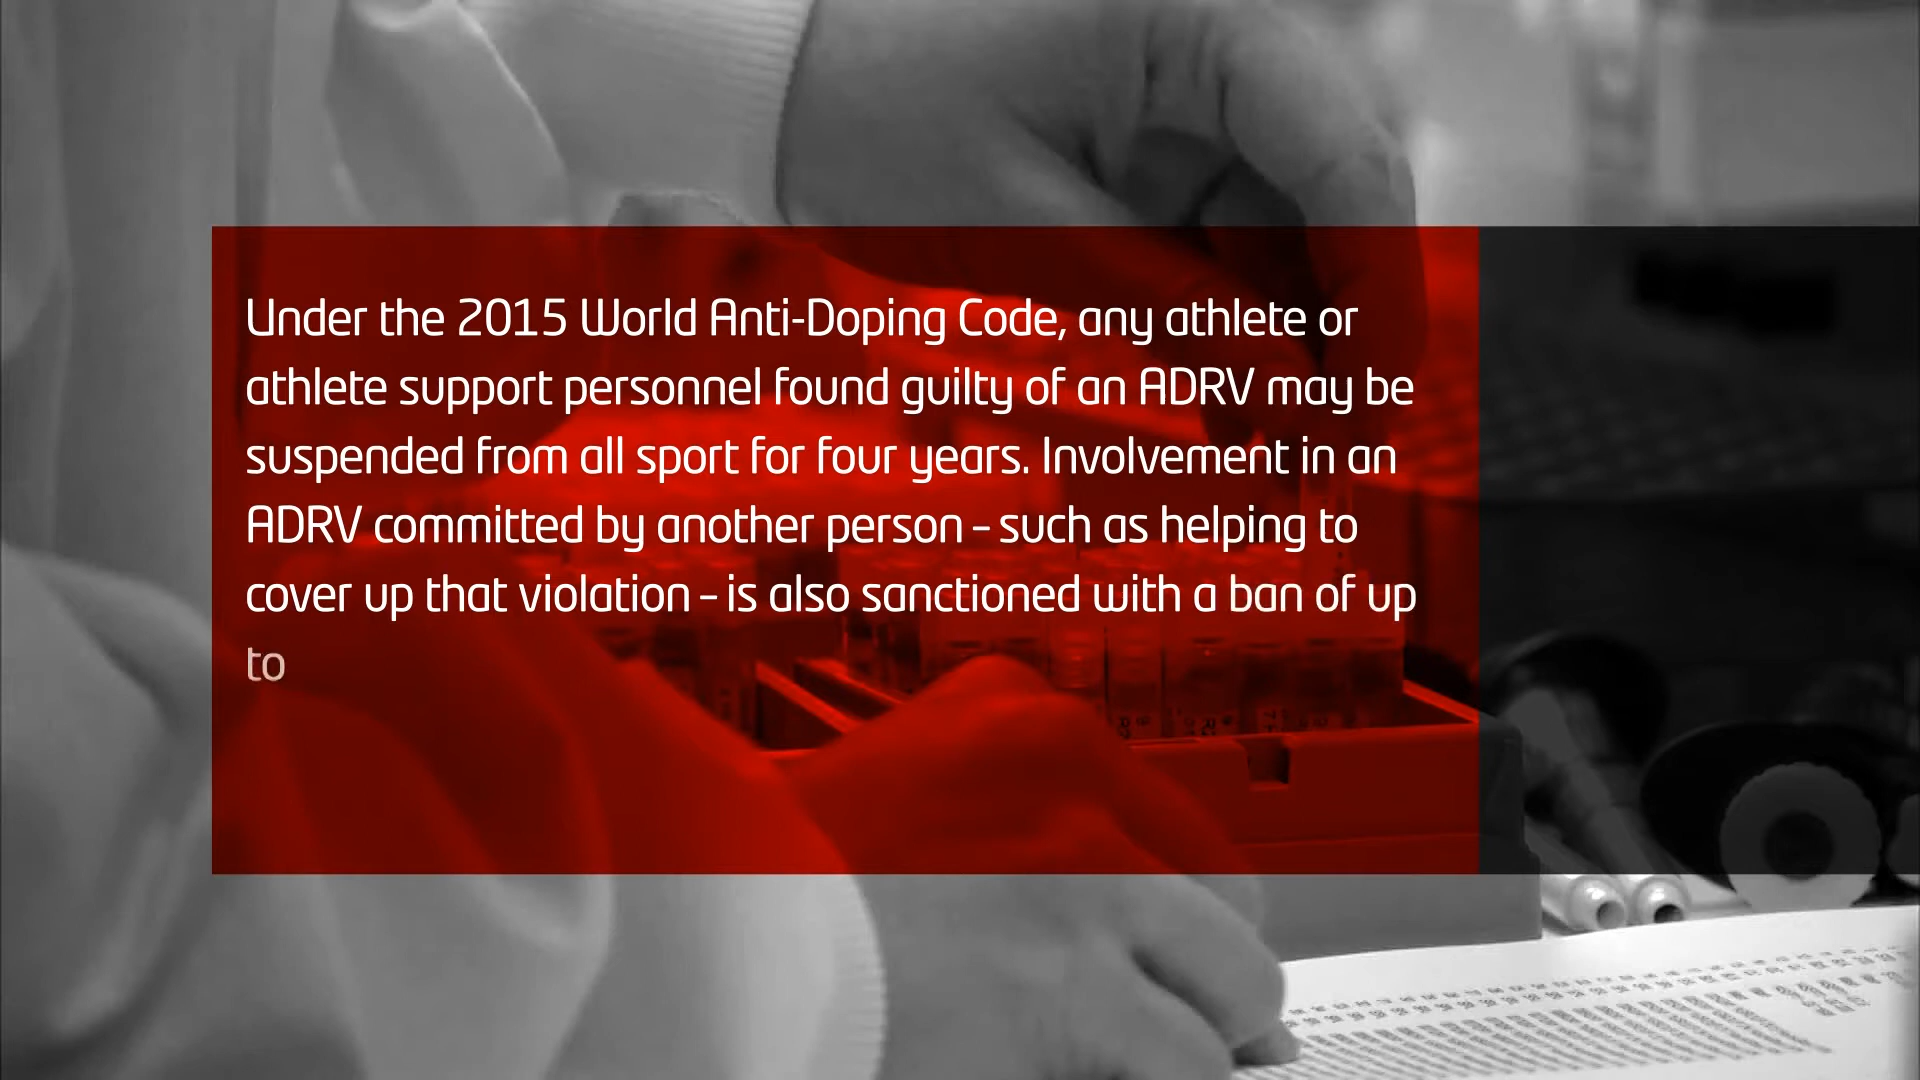 Under the 2015 World Anti-Doping Code, any athlete or
athlete support personnel found guilty of an ADRV may be
suspended from all sport for four years. Involvement in an
ADRV committed by another person – such as helping to
cover up that violation – is also sanctioned with a ban of up
to